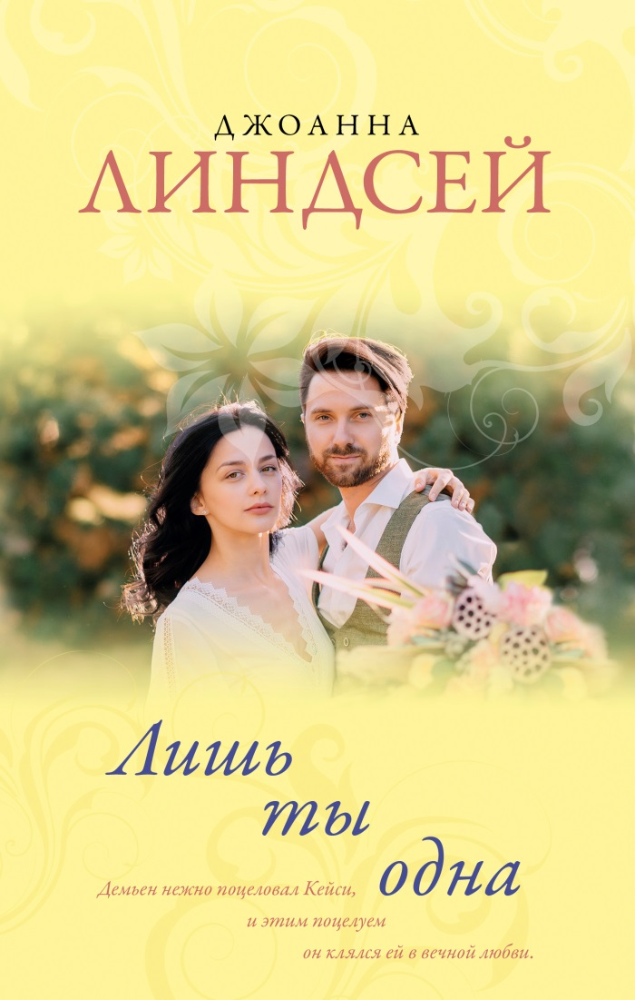 ДЖОАННА
ЛИНДСЕЙ
Лишь
ты
одна
Демьен нежно поцеловал Кейси,
и этим поцелуем
он клялся ей в вечной любви.